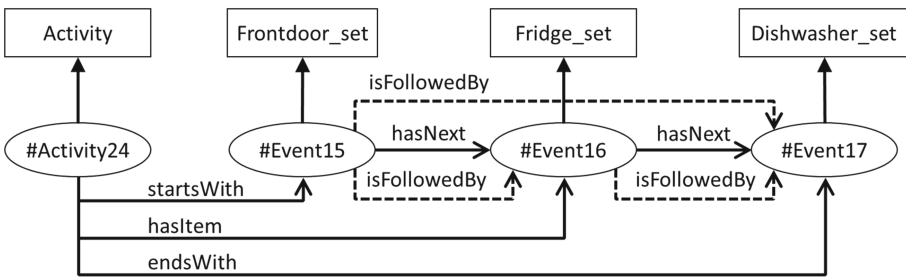 Activity
Frontdoor_set
Fridge_set
Dishwasher_set
isFollowedBy
#Activity24
#Event15
hasNext
#Event16
hasNext
#Event17
isFollowedBy
isFollowedBy
startsWith
hasItem
endsWith